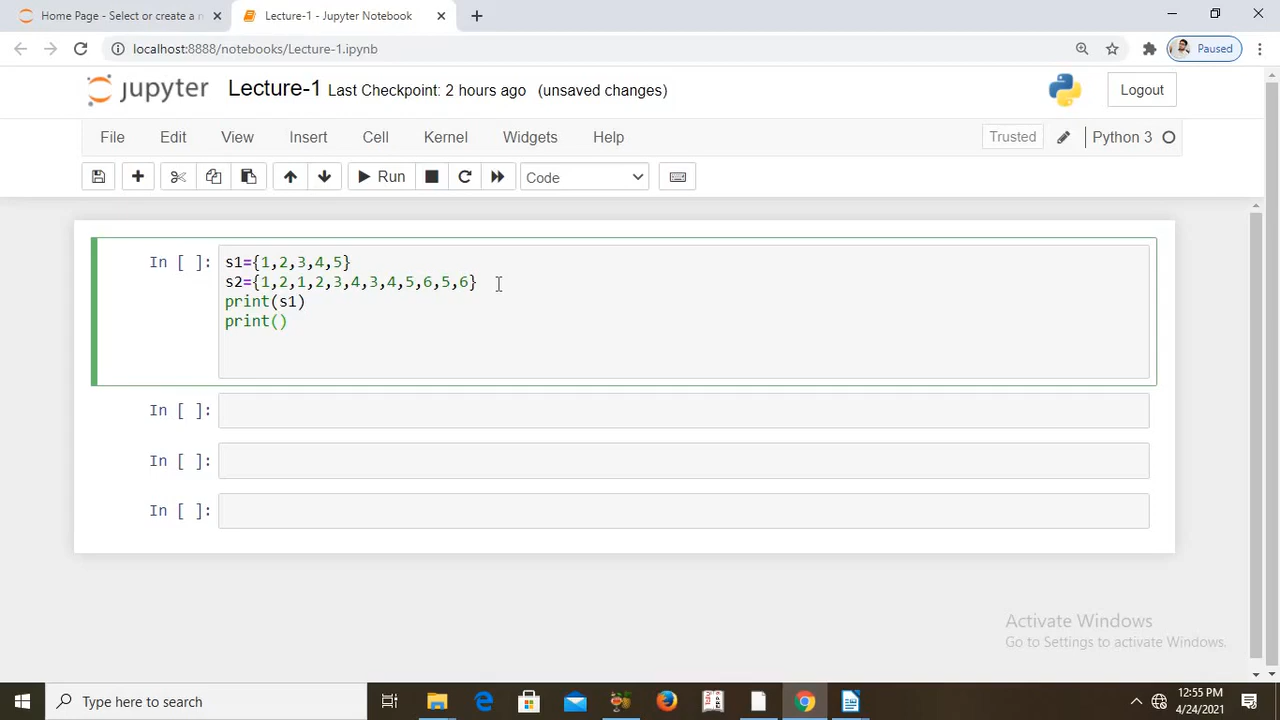 Home Page - Select or create a n
Lecture-1 - Jupyter Notebook
localhost:8888/notebooks/Lecture-1.ipynb
Paused
jupyter Lecture-1 Last Checkpoint: 2 hours ago (unsaved changes)
Logout
File Edit View Insert Cell Kernel Widgets Help
Trusted
Python 3
Run
Code
In [ ]: s1={1,2,3,4,5}
s2={1,2,1,2,3,4,3,4,5,6,5,6}
print(s1)
print()
In [ ]:
In [ ]:
In [ ]:
Activate Windows
Go to Settings to activate Windows.
Type here to search
12:55 PM
4/24/2021